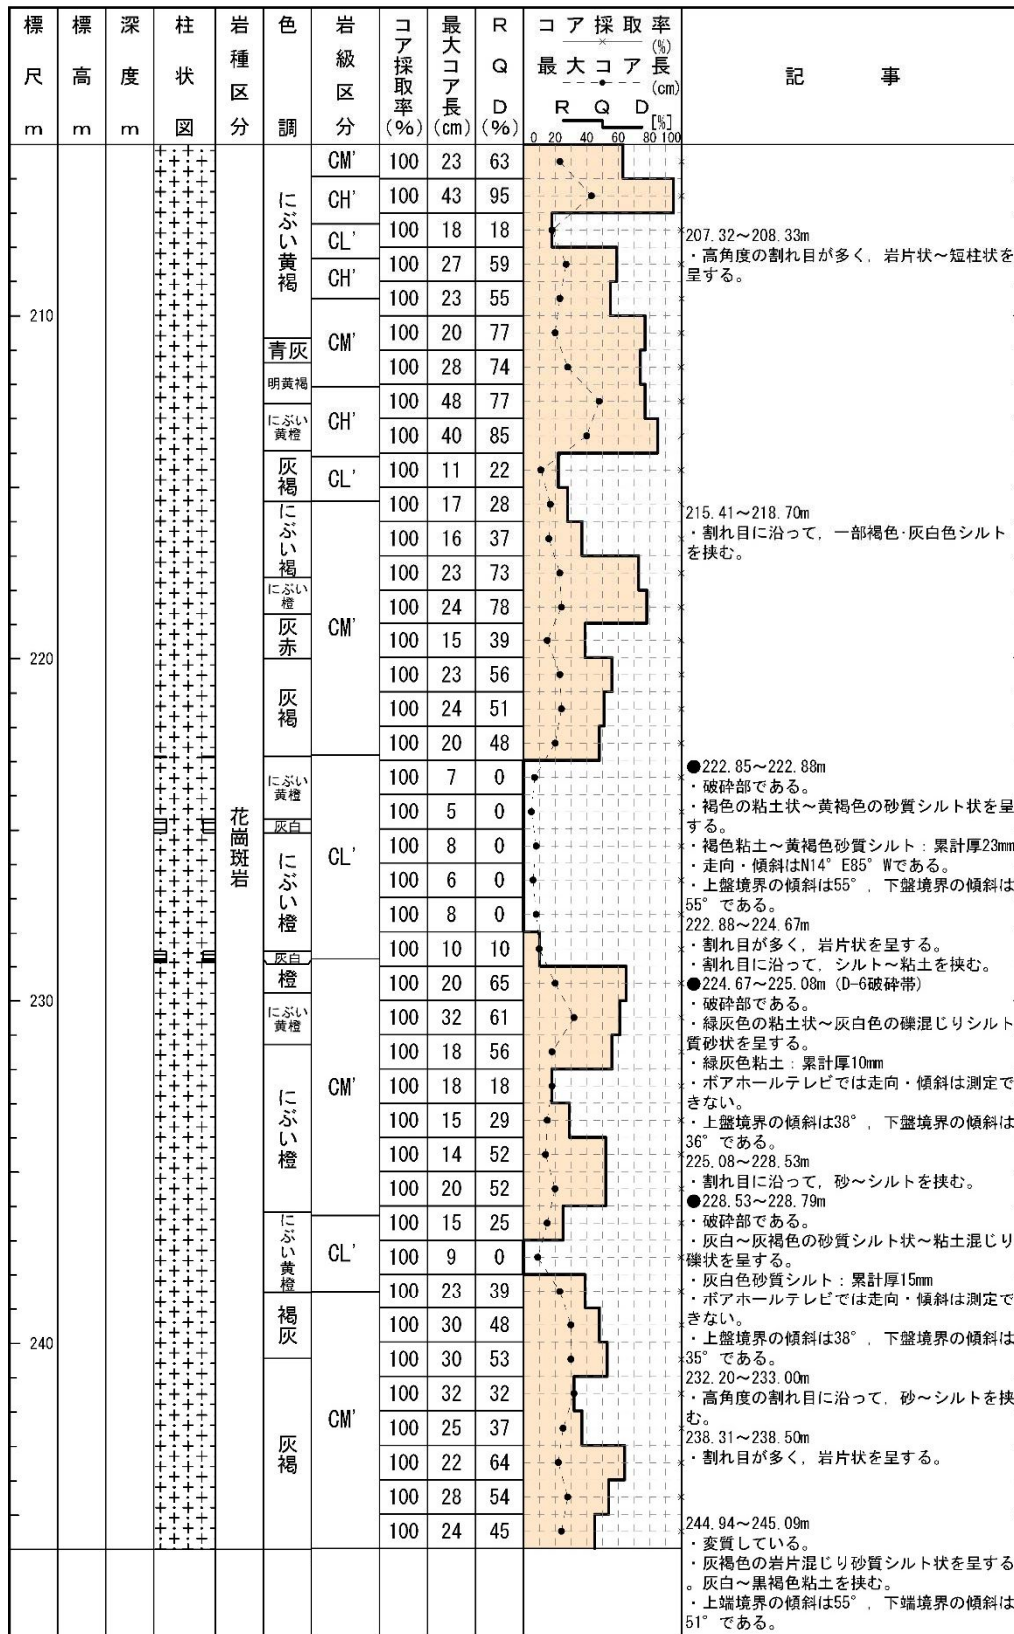 標尺m
標高m
深度m
柱状図
岩種区分
色調
岩級区分
コア採取率(%)
最大コア長(cm)
RQD(%)
コア採取率(%)
最大コア長(cm)
RQD[%]
0 20 40 60 80 100
記事
210
220
230
240
花崗斑岩
にぶい黄褐
青灰
明黄褐
にぶい黄橙
灰褐
にぶい褐
にぶい橙
灰赤
灰褐
にぶい黄橙
灰白
にぶい橙
灰白
橙
にぶい黄橙
にぶい橙
にぶい黄橙
褐灰
灰褐
CM'
CH'
CL'
CH'
CM'
CH'
CL'
CM'
CL'
CM'
CL'
CM'
100 23 63
100 43 95
100 18 18
100 27 59
100 23 55
100 20 77
100 28 74
100 48 77
100 40 85
100 11 22
100 17 28
100 16 37
100 23 73
100 24 78
100 15 39
100 23 56
100 24 51
100 20 48
100 7 0
100 5 0
100 8 0
100 6 0
100 8 0
100 10 10
100 20 65
100 32 61
100 18 56
100 18 18
100 15 29
100 14 52
100 20 52
100 15 25
100 9 0
100 23 39
100 30 48
100 30 53
100 32 32
100 25 37
100 22 64
100 28 54
100 24 45
207.32～208.33m
・高角度の割れ目が多く，岩片状～短柱状を
呈する。
215.41～218.70m
・割れ目に沿って，一部褐色・灰白色シルト
を挟む。
●222.85～222.88m
・破砕部である。
・褐色の粘土状～黄褐色の砂質シルト状を呈
する。
・褐色粘土～黄褐色砂質シルト：累計厚23mm
・走向・傾斜はN14°E85°Wである。
・上盤境界の傾斜は55°，下盤境界の傾斜は
55°である。
222.88～224.67m
・割れ目が多く，岩片状を呈する。
・割れ目に沿って，シルト～粘土を挟む。
●224.67～225.08m（D-6破砕帯）
・破砕部である。
・緑灰色の粘土状～灰白色の礫混じりシルト
質砂状を呈する。
・緑灰色粘土：累計厚10mm
・ボアホールテレビでは走向・傾斜は測定で
きない。
・上盤境界の傾斜は38°，下盤境界の傾斜は
36°である。
225.08～228.53m
・割れ目に沿って，砂～シルトを挟む。
●228.53～228.79m
・破砕部である。
・灰白～灰褐色の砂質シルト状～粘土混じり
礫状を呈する。
・灰白色砂質シルト：累計厚15mm
・ボアホールテレビでは走向・傾斜は測定で
きない。
・上盤境界の傾斜は38°，下盤境界の傾斜は
35°である。
232.20～233.00m
・高角度の割れ目に沿って，砂～シルトを挟
む。
238.31～238.50m
・割れ目が多く，岩片状を呈する。
244.94～245.09m
・変質している。
・灰褐色の岩片混じり砂質シルト状を呈する
。灰白～黒褐色粘土を挟む。
・上端境界の傾斜は55°，下端境界の傾斜は
51°である。